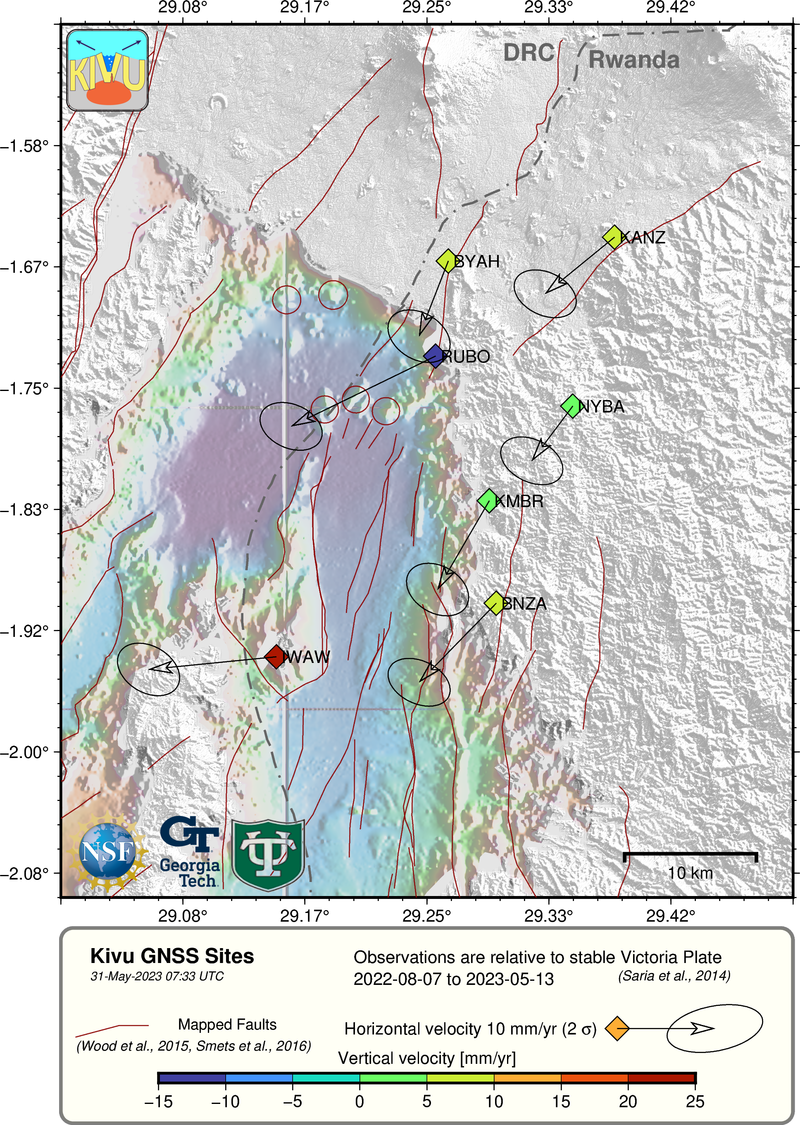 29.08° 29.17° 29.25° 29.33° 29.42°
KIVU
DRC
Rwanda
−1.58°
−1.67°
−1.75°
−1.83°
−1.92°
−2.00°
−2.08°
KANZ
BYAH
RUBO
NYBA
KMBR
BNZA
IWAW
NSF
GT
Georgia
Tech
10 km
29.08° 29.17° 29.25° 29.33° 29.42°
Kivu GNSS Sites
31-May-2023 07:33 UTC
Observations are relative to stable Victoria Plate
2022-08-07 to 2023-05-13
(Saria et al., 2014)
Mapped Faults
(Wood et al., 2015, Smets et al., 2016)
Horizontal velocity 10 mm/yr (2 σ)
Vertical velocity [mm/yr]
−15 −10 −5 0 5 10 15 20 25